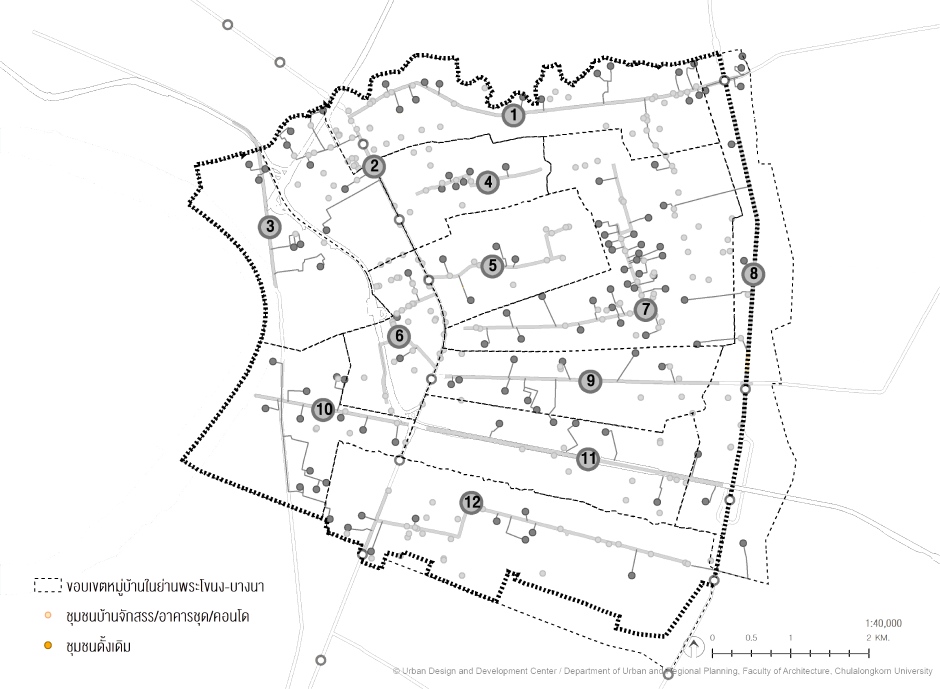 1
2
3
4
5
6
7
8
9
10
11
12
ขอบเขตหมู่บ้านในย่านพระโขนง-บางนา
ชุมชนบ้านจัดสรร/อาคารชุด/คอนโด
ชุมชนดั้งเดิม
1:40,000
0 0.5 1 2 KM.
© Urban Design and Development Center / Department of Urban and Regional Planning, Faculty of Architecture, Chulalongkorn University